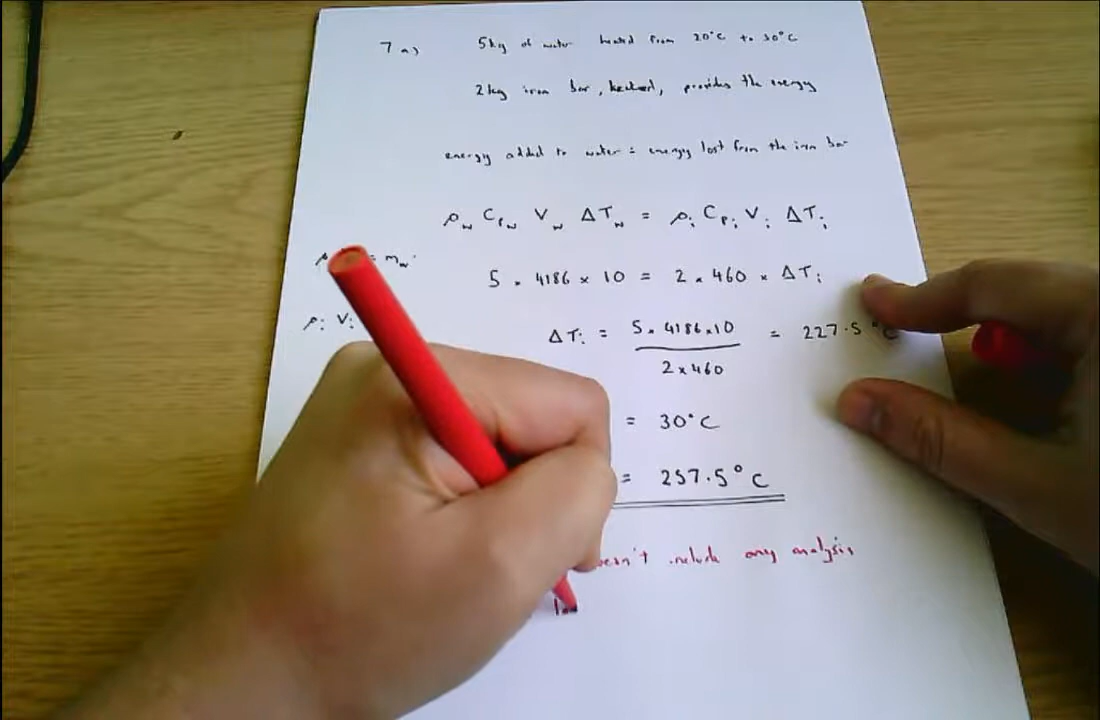 7 a) 5kg of water heated from 20°C to 30°C
2kg iron bar, heated, provides the energy
energy added to water = energy lost from the iron bar
ρw Cpw Vw ΔTw = ρi Cpi Vi ΔTi
= mw
5 × 4186 × 10 = 2 × 460 × ΔTi
ρi Vi
ΔTi = 5 × 4186 × 10 / 2 × 460 = 227.5 °C
= 30°C
= 257.5°C
include any analysis